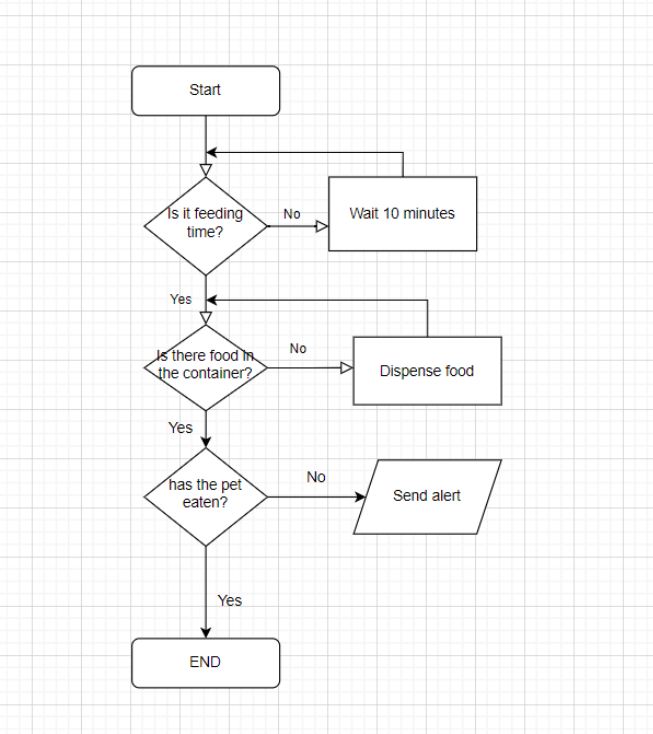 Start
Is it feeding
time?
No
Wait 10 minutes
Yes
Is there food in
the container?
No
Dispense food
Yes
has the pet
eaten?
No
Send alert
Yes
END